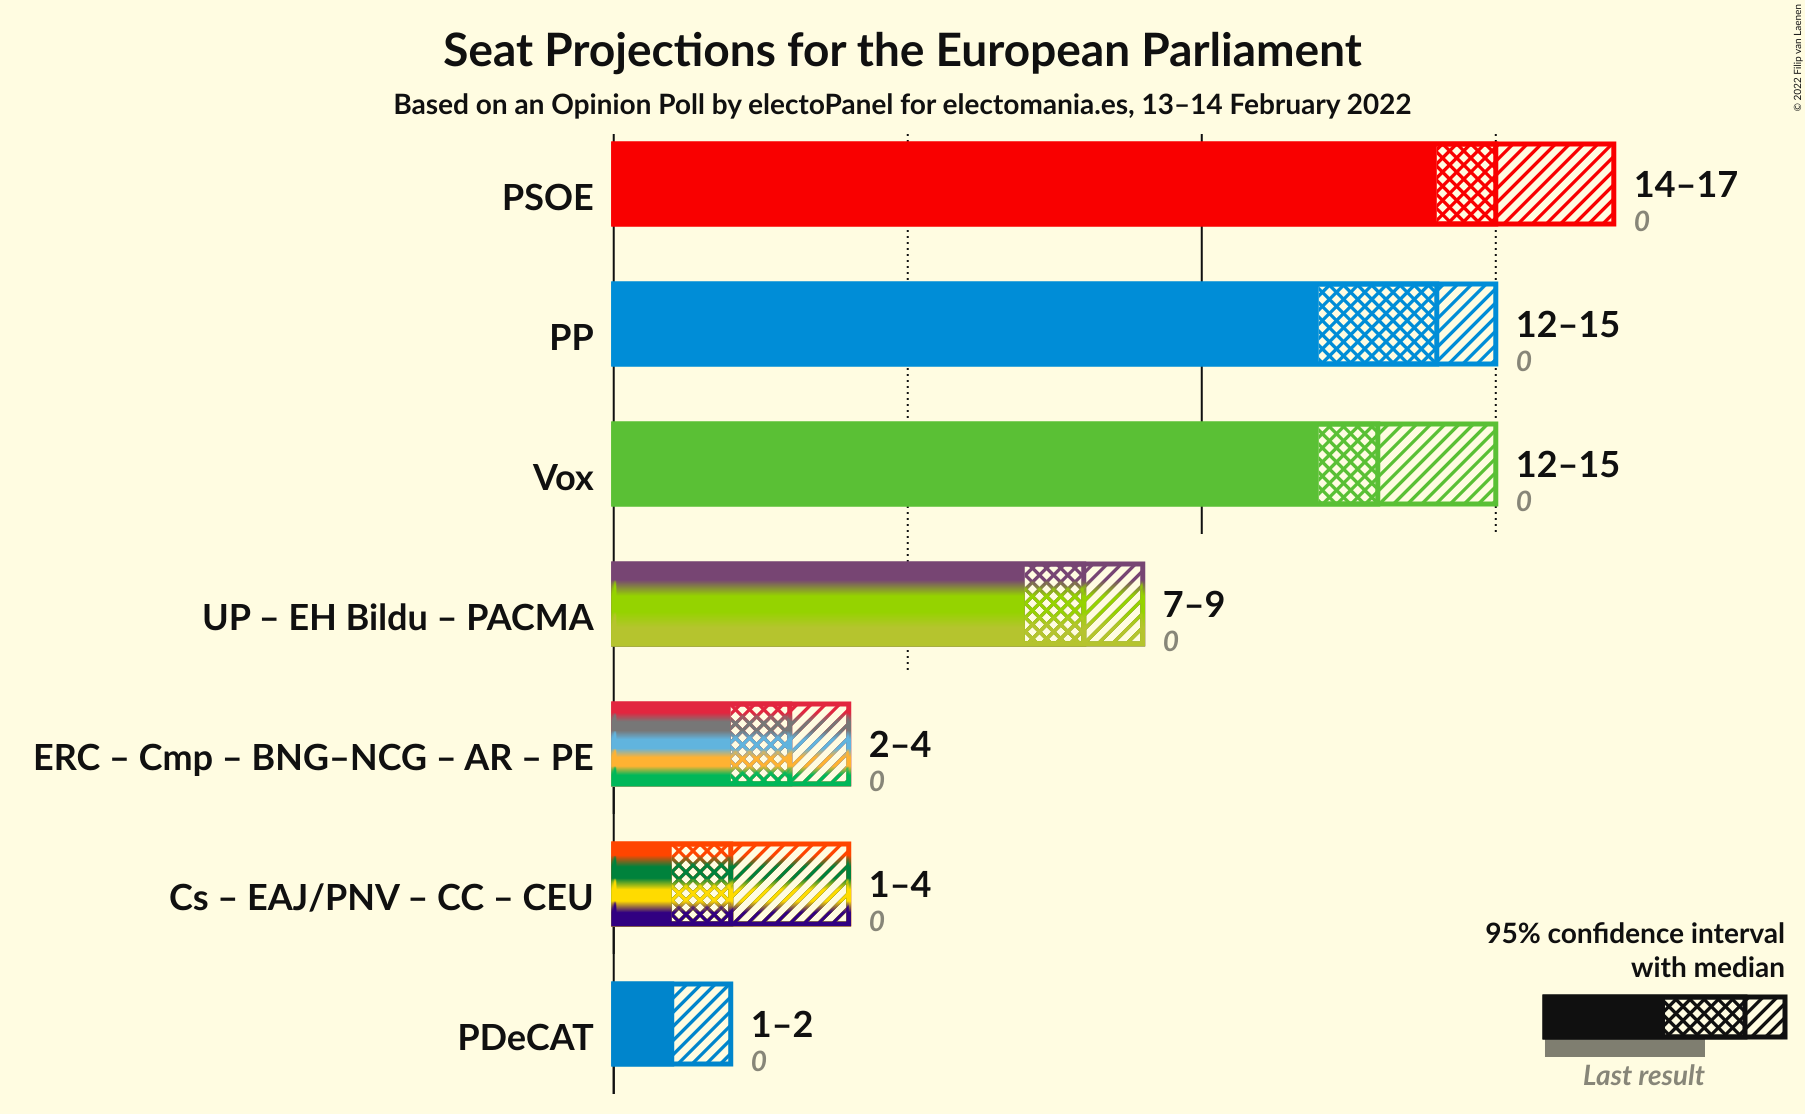 Seat Projections for the European Parliament
Based on an Opinion Poll by electoPanel for electomania.es, 13–14 February 2022
© 2022 Filip van Laenen
PSOE
14–17
0
PP
12–15
0
Vox
12–15
0
UP – EH Bildu – PACMA
7–9
0
ERC – Cmp – BNG–NCG – AR – PE
2–4
0
Cs – EAJ/PNV – CC – CEU
1–4
0
PDeCAT
1–2
0
95% confidence interval
with median
Last result